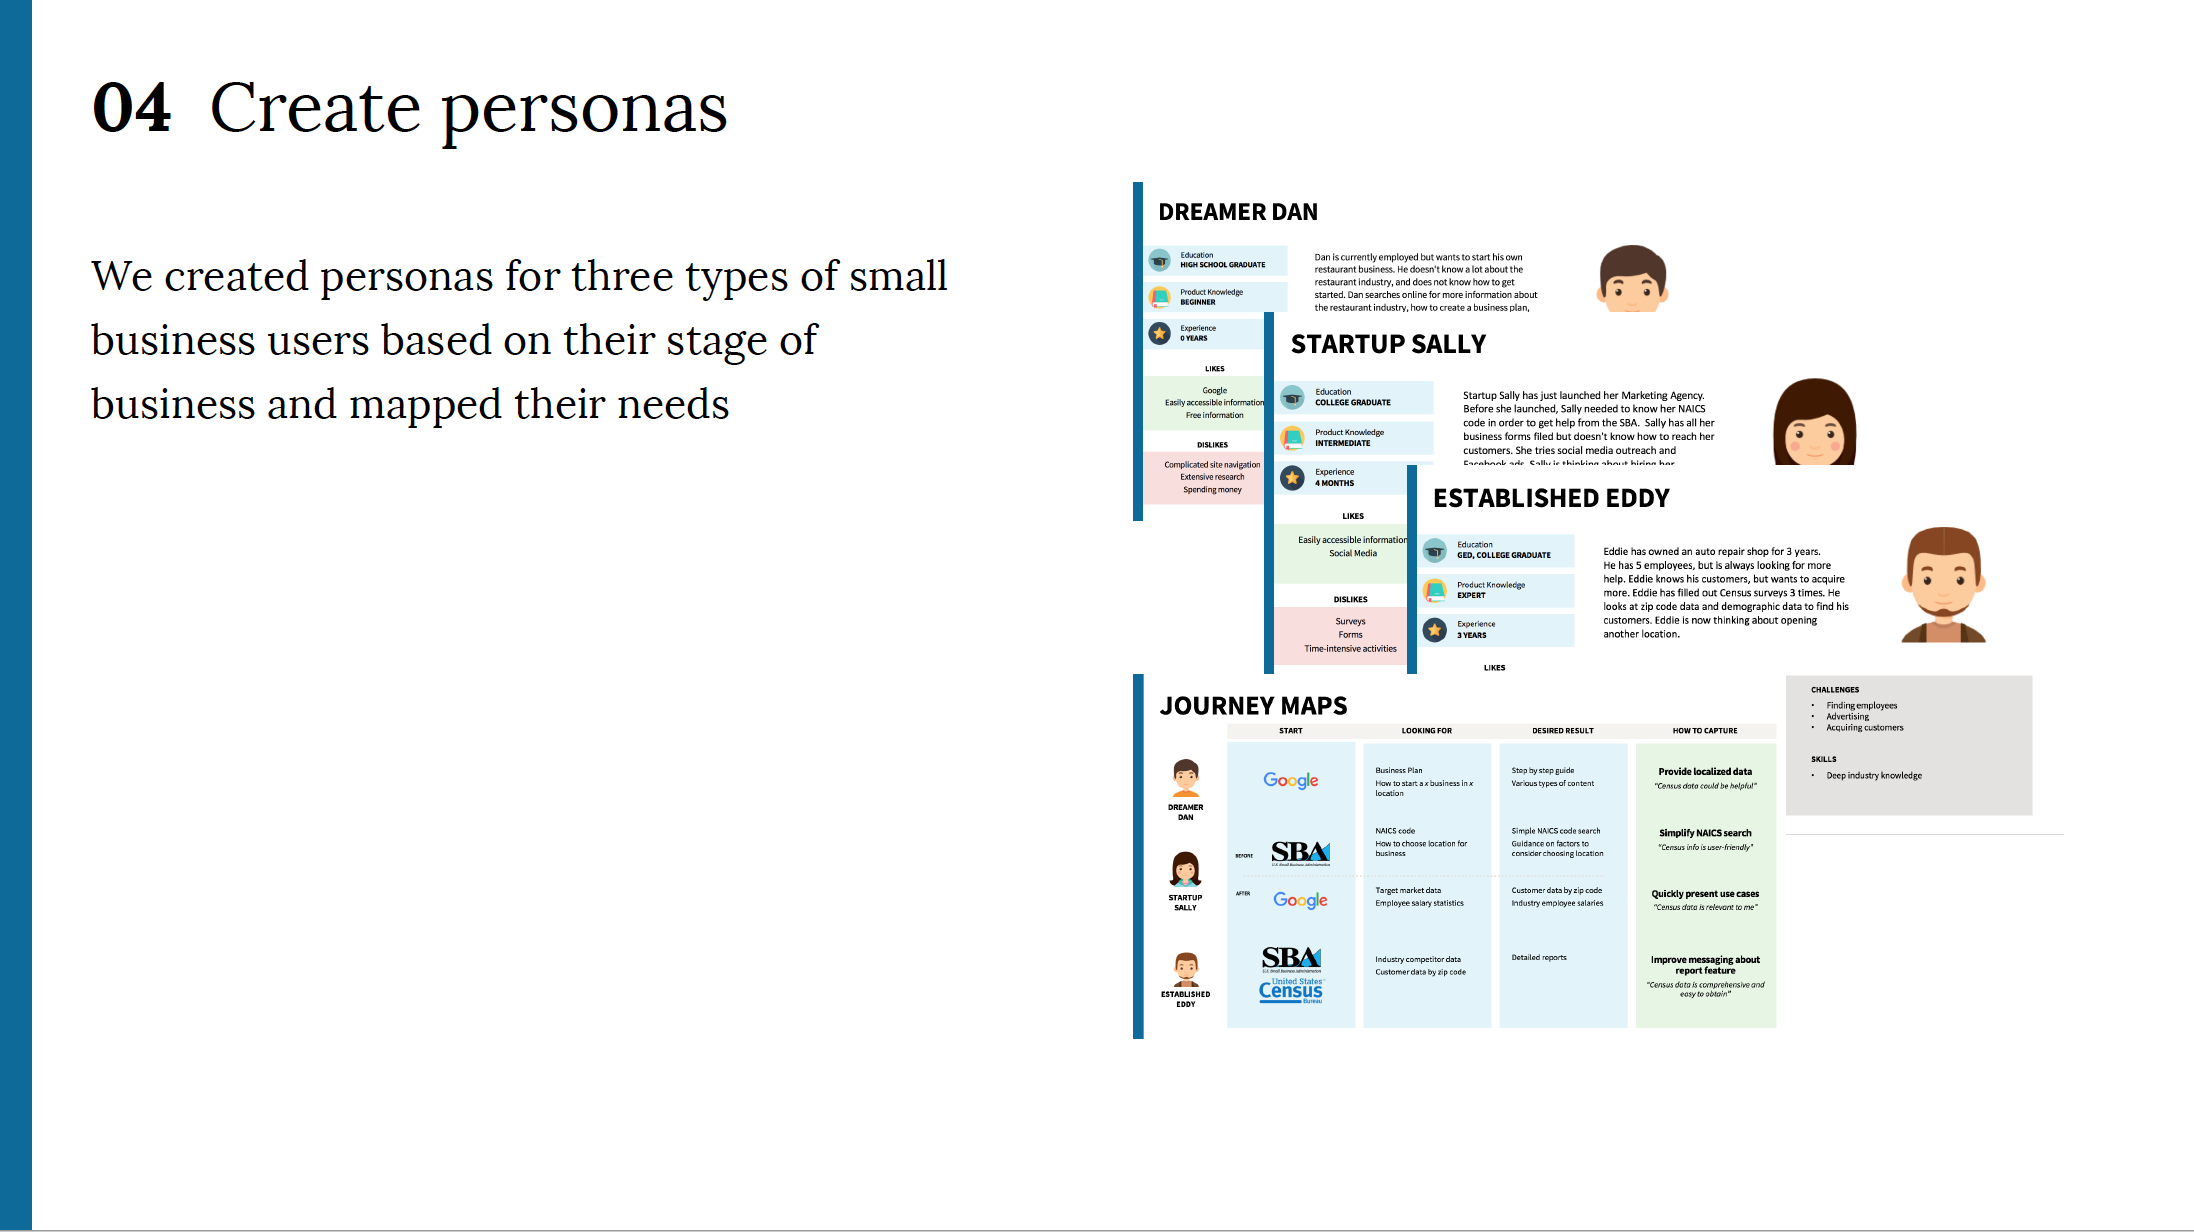 04 Create personas
We created personas for three types of small
business users based on their stage of
business and mapped their needs
DREAMER DAN
Education
HIGH SCHOOL GRADUATE
Product Knowledge
BEGINNER
Experience
0 YEARS
LIKES
Google
Easily accessible information
Free information
DISLIKES
Complicated site navigation
Extensive research
Spending money
Dan is currently employed but wants to start his own
restaurant business. He doesn't know a lot about the
restaurant industry, and does not know how to get
started. Dan searches online for more information about
the restaurant industry, how to create a business plan,
STARTUP SALLY
Education
COLLEGE GRADUATE
Product Knowledge
INTERMEDIATE
Experience
4 MONTHS
LIKES
Easily accessible information
Social Media
DISLIKES
Surveys
Forms
Time-intensive activities
Startup Sally has just launched her Marketing Agency.
Before she launched, Sally needed to know her NAICS
code in order to get help from the SBA. Sally has all her
business forms filed but doesn't know how to reach her
customers. She tries social media outreach and
Facebook ads. Sally is thinking about hiring her
ESTABLISHED EDDY
Education
GED, COLLEGE GRADUATE
Product Knowledge
EXPERT
Experience
3 YEARS
LIKES
Eddie has owned an auto repair shop for 3 years.
He has 5 employees, but is always looking for more
help. Eddie knows his customers, but wants to acquire
more. Eddie has filled out Census surveys 3 times. He
looks at zip code data and demographic data to find his
customers. Eddie is now thinking about opening
another location.
CHALLENGES
• Finding employees
• Advertising
• Acquiring customers
SKILLS
• Deep industry knowledge
JOURNEY MAPS
START
LOOKING FOR
DESIRED RESULT
HOW TO CAPTURE
DREAMER
DAN
Google
Business Plan
How to start a x business in x
location
Step by step guide
Various types of content
Provide localized data
"Census data could be helpful"
STARTUP
SALLY
BEFORE
SBA
U.S. Small Business Administration
NAICS code
How to choose location for
business
Simple NAICS code search
Guidance on factors to
consider choosing location
Simplify NAICS search
"Census info is user-friendly"
AFTER
Google
Target market data
Employee salary statistics
Customer data by zip code
Industry employee salaries
Quickly present use cases
"Census data is relevant to me"
ESTABLISHED
EDDY
SBA
U.S. Small Business Administration
United States
Census
Bureau
Industry competitor data
Customer data by zip code
Detailed reports
Improve messaging about
report feature
"Census data is comprehensive and
easy to obtain"